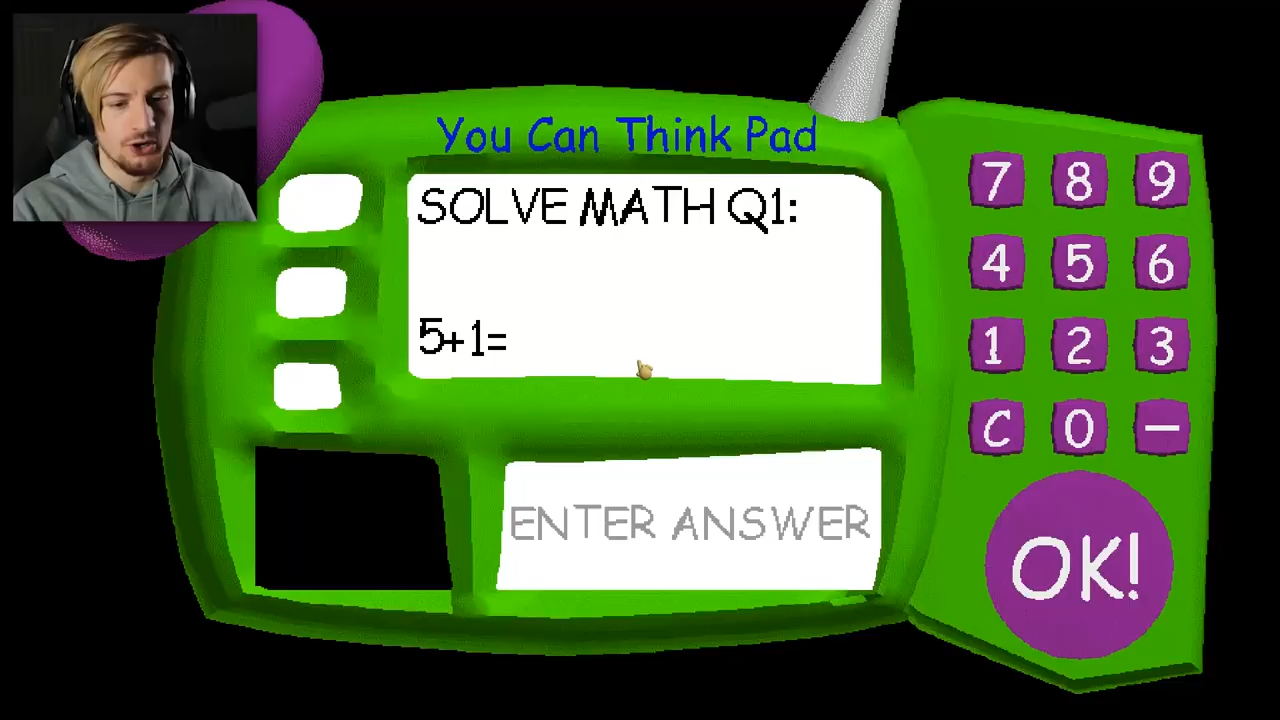 You Can Think Pad
SOLVE MATH Q1:
5+1=
ENTER ANSWER
7 8 9
4 5 6
1 2 3
C 0 –
OK!